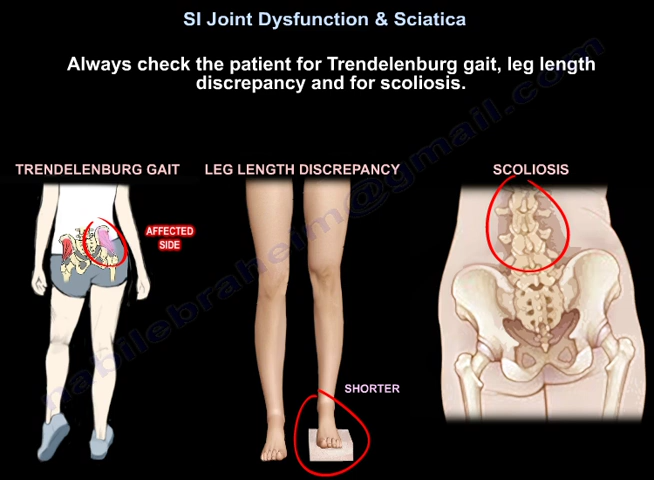 SI Joint Dysfunction & Sciatica
Always check the patient for Trendelenburg gait, leg length
discrepancy and for scoliosis.
TRENDELENBURG GAIT
LEG LENGTH DISCREPANCY
SCOLIOSIS
AFFECTED
SIDE
SHORTER
nabilebraheim@gmail.com